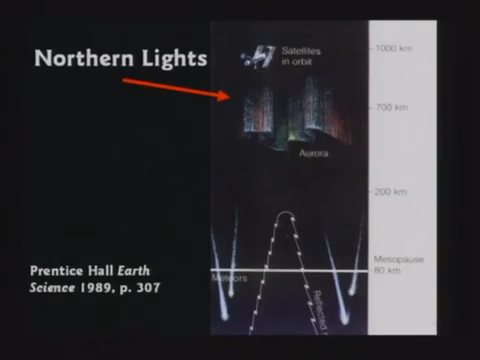 Northern Lights
Satellites
in orbit
1000 km
700 km
Aurora
200 km
Mesopause
80 km
Meteors
Reflected
Prentice Hall Earth
Science 1989, p. 307